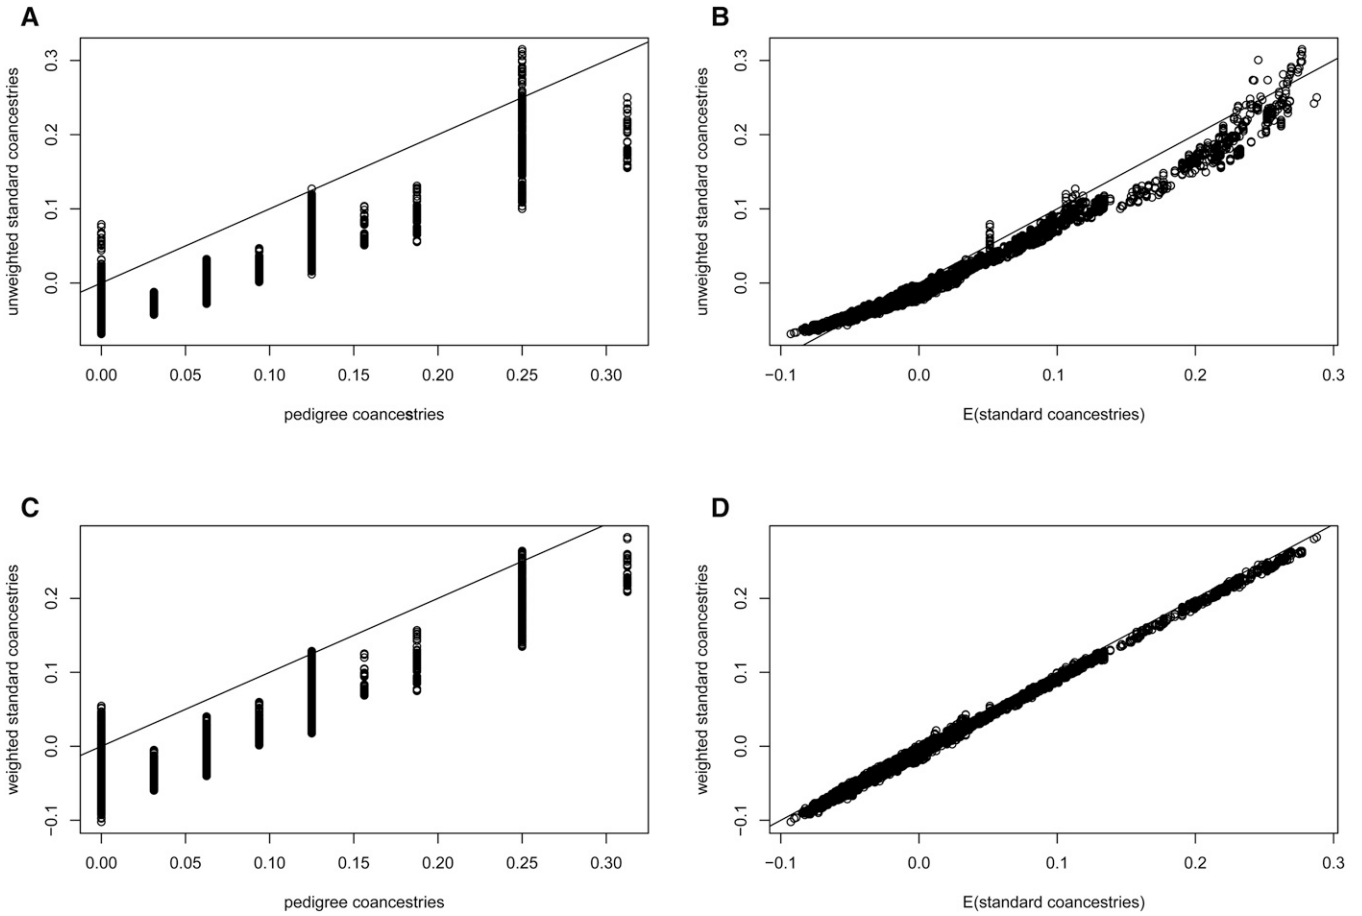 A
unweighted standard coancestries
0.3
0.2
0.1
0.0
0.00 0.05 0.10 0.15 0.20 0.25 0.30
pedigree coancestries
B
unweighted standard coancestries
0.3
0.2
0.1
0.0
−0.1 0.0 0.1 0.2 0.3
E(standard coancestries)
C
weighted standard coancestries
0.2
0.1
0.0
−0.1
0.00 0.05 0.10 0.15 0.20 0.25 0.30
pedigree coancestries
D
weighted standard coancestries
0.2
0.1
0.0
−0.1
−0.1 0.0 0.1 0.2 0.3
E(standard coancestries)